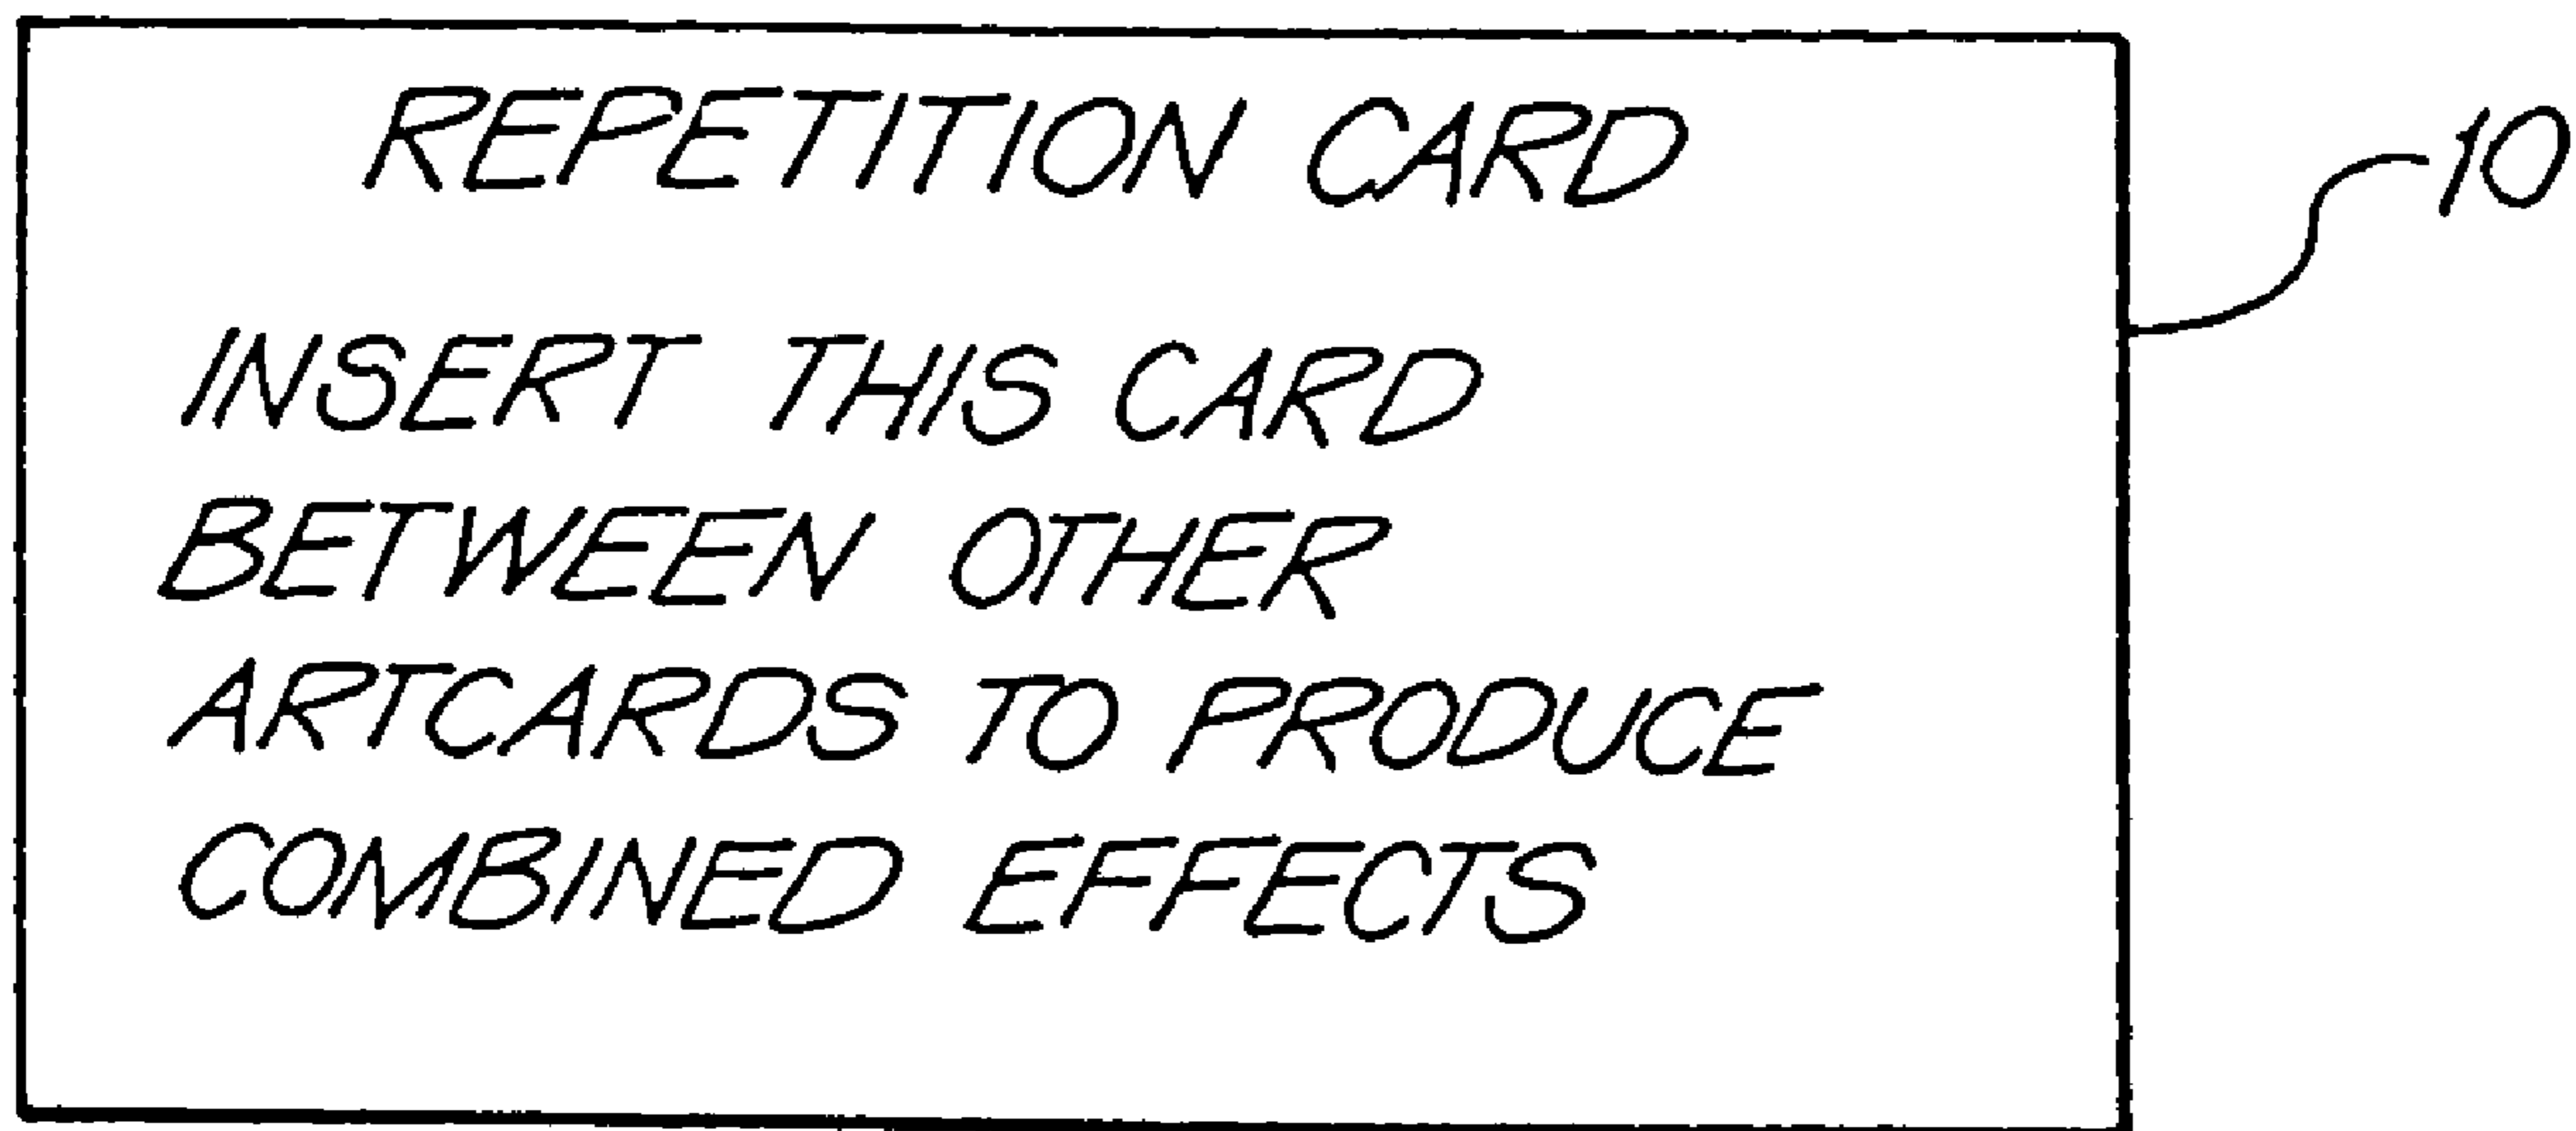 REPETITION CARD
10
INSERT THIS CARD
BETWEEN OTHER
ARTCARDS TO PRODUCE
COMBINED EFFECTS